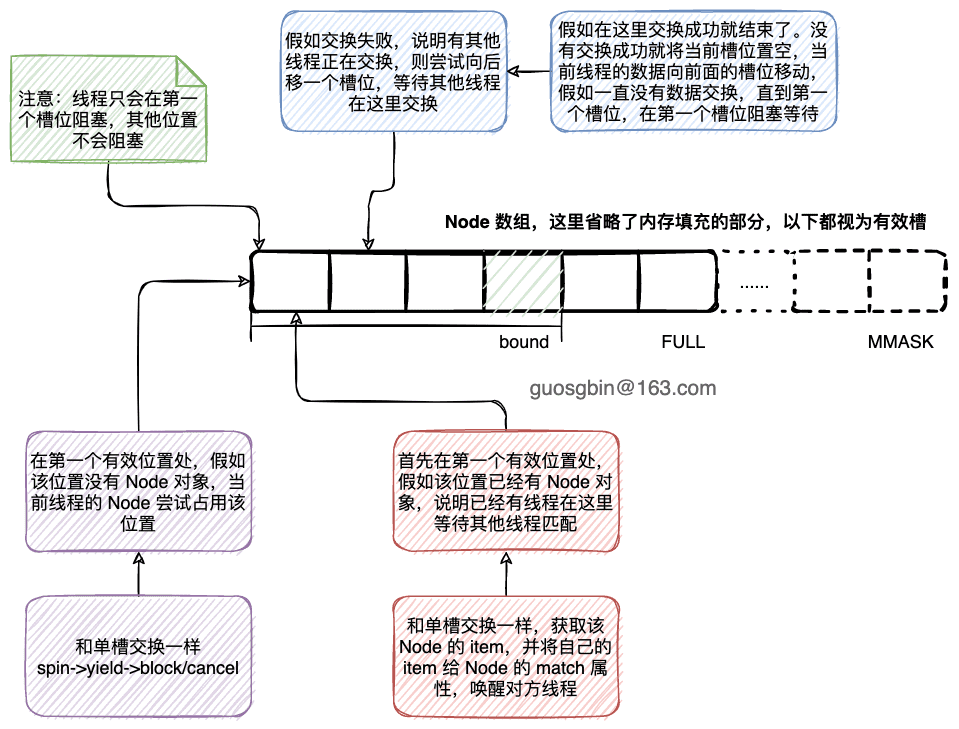 注意：线程只会在第一
个槽位阻塞，其他位置
不会阻塞
假如交换失败，说明有其他
线程正在交换，则尝试向后
移一个槽位，等待其他线程
在这里交换
假如在这里交换成功就结束了。没
有交换成功就将当前槽位置空，当
前线程的数据向前面的槽位移动，
假如一直没有数据交换，直到第一
个槽位，在第一个槽位阻塞等待
Node 数组，这里省略了内存填充的部分，以下都视为有效槽
......
bound
FULL
MMASK
guosgbin@163.com
在第一个有效位置处，假如
该位置没有 Node 对象，当
前线程的 Node 尝试占用该
位置
首先在第一个有效位置处，
假如该位置已经有 Node 对
象，说明已经有线程在这里
等待其他线程匹配
和单槽交换一样
spin->yield->block/cancel
和单槽交换一样，获取该
Node 的 item，并将自己的
item 给 Node 的 match 属
性，唤醒对方线程